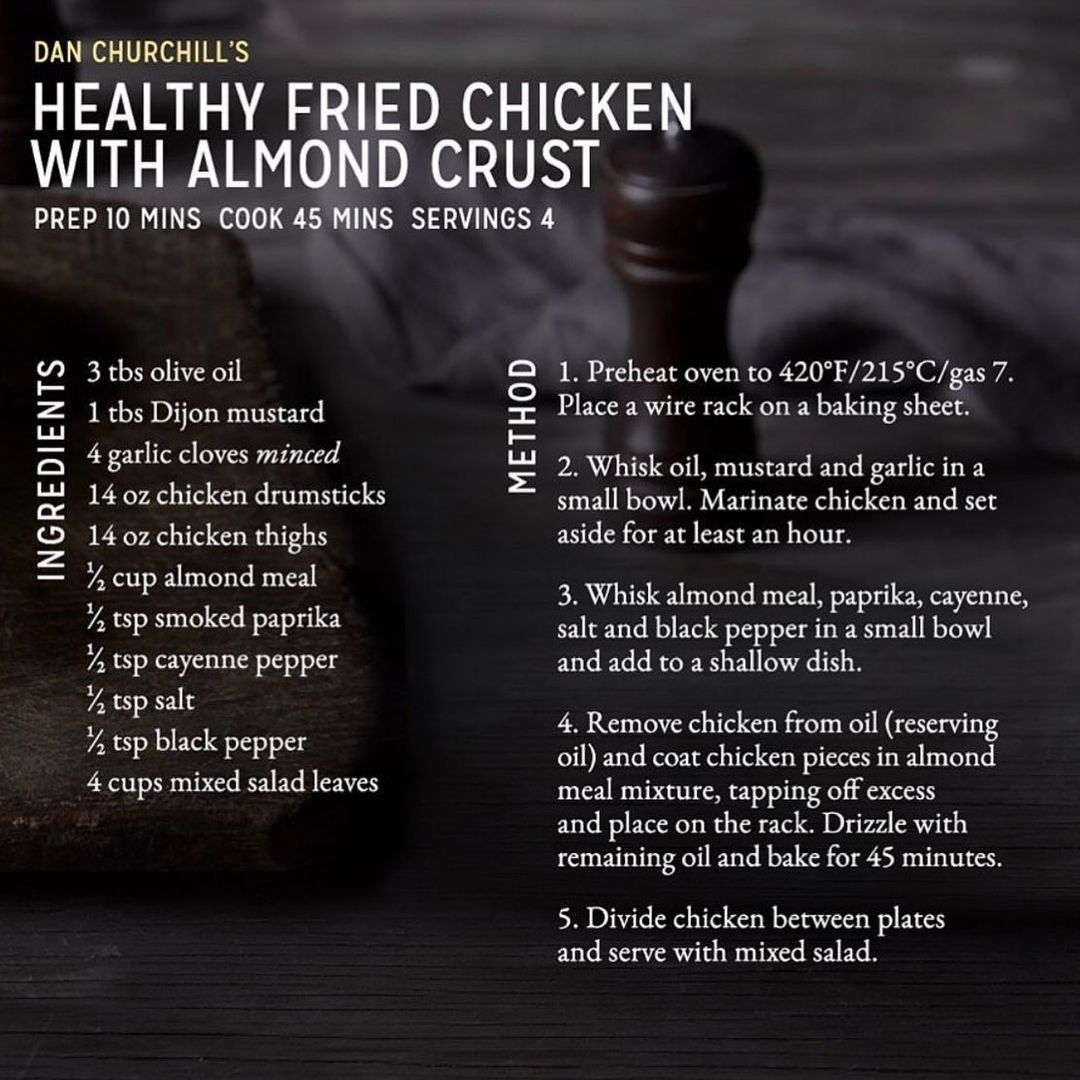 DAN CHURCHILL'S
HEALTHY FRIED CHICKEN
WITH ALMOND CRUST
PREP 10 MINS COOK 45 MINS SERVINGS 4
INGREDIENTS
3 tbs olive oil
1 tbs Dijon mustard
4 garlic cloves minced
14 oz chicken drumsticks
14 oz chicken thighs
½ cup almond meal
½ tsp smoked paprika
½ tsp cayenne pepper
½ tsp salt
½ tsp black pepper
4 cups mixed salad leaves
METHOD
1. Preheat oven to 420°F/215°C/gas 7.
Place a wire rack on a baking sheet.
2. Whisk oil, mustard and garlic in a
small bowl. Marinate chicken and set
aside for at least an hour.
3. Whisk almond meal, paprika, cayenne,
salt and black pepper in a small bowl
and add to a shallow dish.
4. Remove chicken from oil (reserving
oil) and coat chicken pieces in almond
meal mixture, tapping off excess
and place on the rack. Drizzle with
remaining oil and bake for 45 minutes.
5. Divide chicken between plates
and serve with mixed salad.